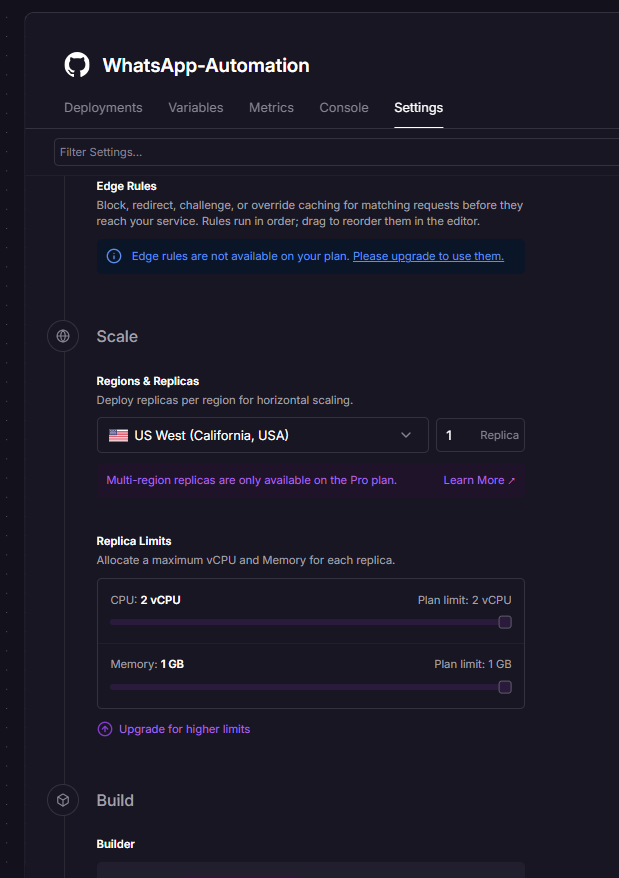 WhatsApp-Automation
Deployments Variables Metrics Console Settings
Filter Settings...
Edge Rules
Block, redirect, challenge, or override caching for matching requests before they
reach your service. Rules run in order; drag to reorder them in the editor.
Edge rules are not available on your plan. Please upgrade to use them.
Scale
Regions & Replicas
Deploy replicas per region for horizontal scaling.
US West (California, USA) 1 Replica
Multi-region replicas are only available on the Pro plan. Learn More ↗
Replica Limits
Allocate a maximum vCPU and Memory for each replica.
CPU: 2 vCPU Plan limit: 2 vCPU
Memory: 1 GB Plan limit: 1 GB
Upgrade for higher limits
Build
Builder